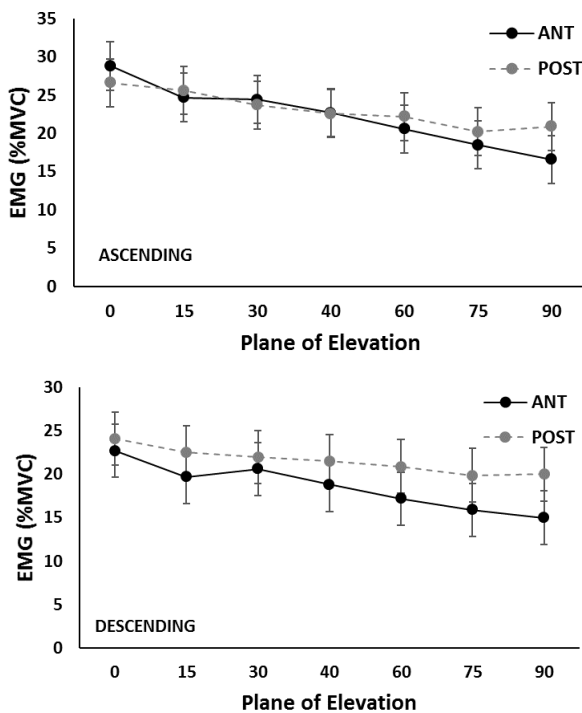 35
30
25
20
15
10
5
0
EMG (%MVC)
ANT
POST
ASCENDING
0 15 30 40 60 75 90
Plane of Elevation
30
25
20
15
10
5
0
EMG (%MVC)
ANT
POST
DESCENDING
0 15 30 40 60 75 90
Plane of Elevation